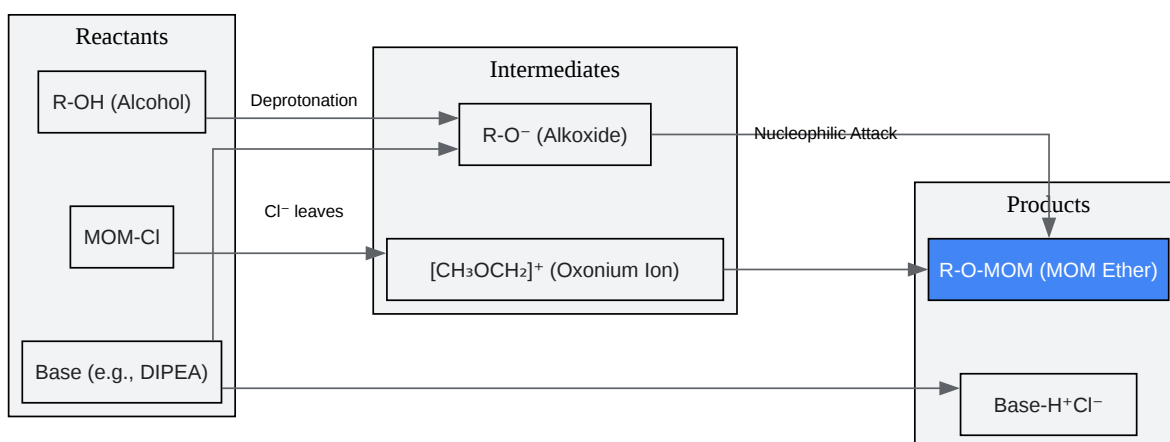 Reactants
R-OH (Alcohol)
MOM-Cl
Base (e.g., DIPEA)
Deprotonation
Cl⁻ leaves
Intermediates
R-O⁻ (Alkoxide)
[CH₃OCH₂]⁺ (Oxonium Ion)
Nucleophilic Attack
Products
R-O-MOM (MOM Ether)
Base-H⁺Cl⁻